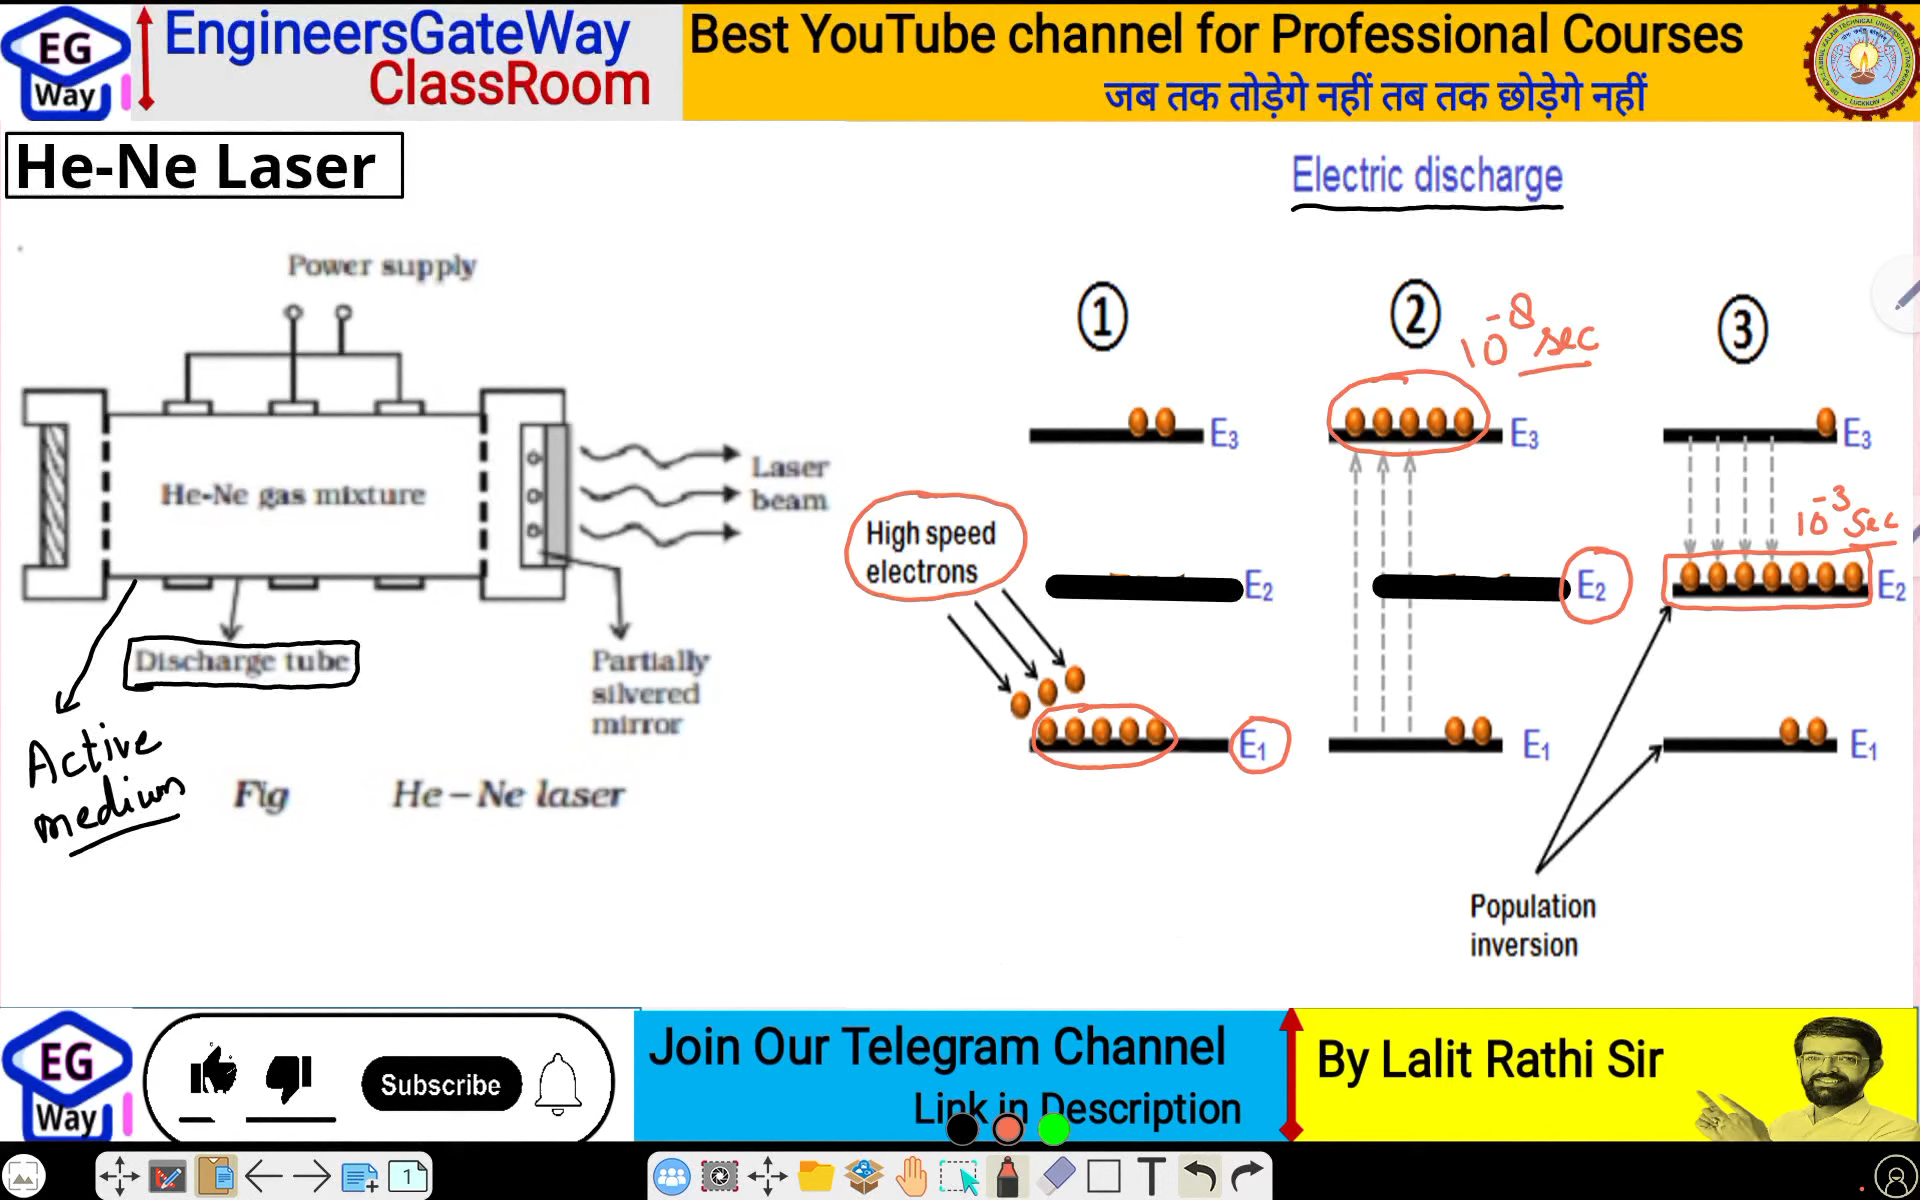 EG
Way
EngineersGateWay
ClassRoom
Best YouTube channel for Professional Courses
जब तक तोड़ेगे नहीं तब तक छोड़ेगे नहीं
He-Ne Laser
Electric discharge
Power supply
He-Ne gas mixture
Laser
beam
Discharge tube
Partially
silvered
mirror
Active
medium
Fig He – Ne laser
1
E3
High speed
electrons
E2
E1
2
10-8 sec
E3
E2
E1
3
E3
10-3 sec
E2
E1
Population
inversion
EG
Way
Subscribe
Join Our Telegram Channel
Link in Description
By Lalit Rathi Sir
1
T